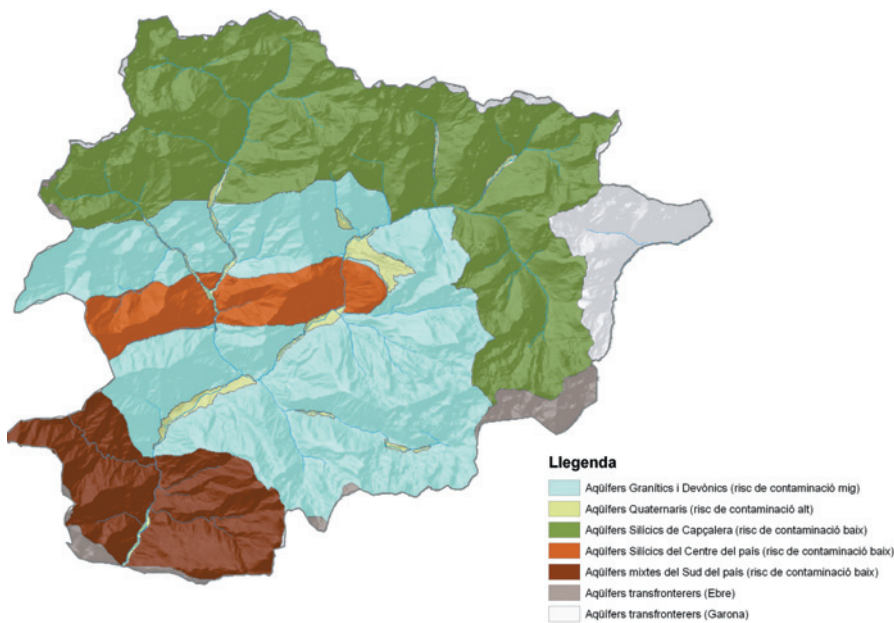 Llegenda
Aqüífers Granítics i Devònics (risc de contaminació mig)
Aqüífers Quaternaris (risc de contaminació alt)
Aqüífers Silícics de Capçalera (risc de contaminació baix)
Aqüífers Silícics del Centre del país (risc de contaminació baix)
Aqüífers mixtes del Sud del país (risc de contaminació baix)
Aqüífers transfronterers (Ebre)
Aqüífers transfronterers (Garona)